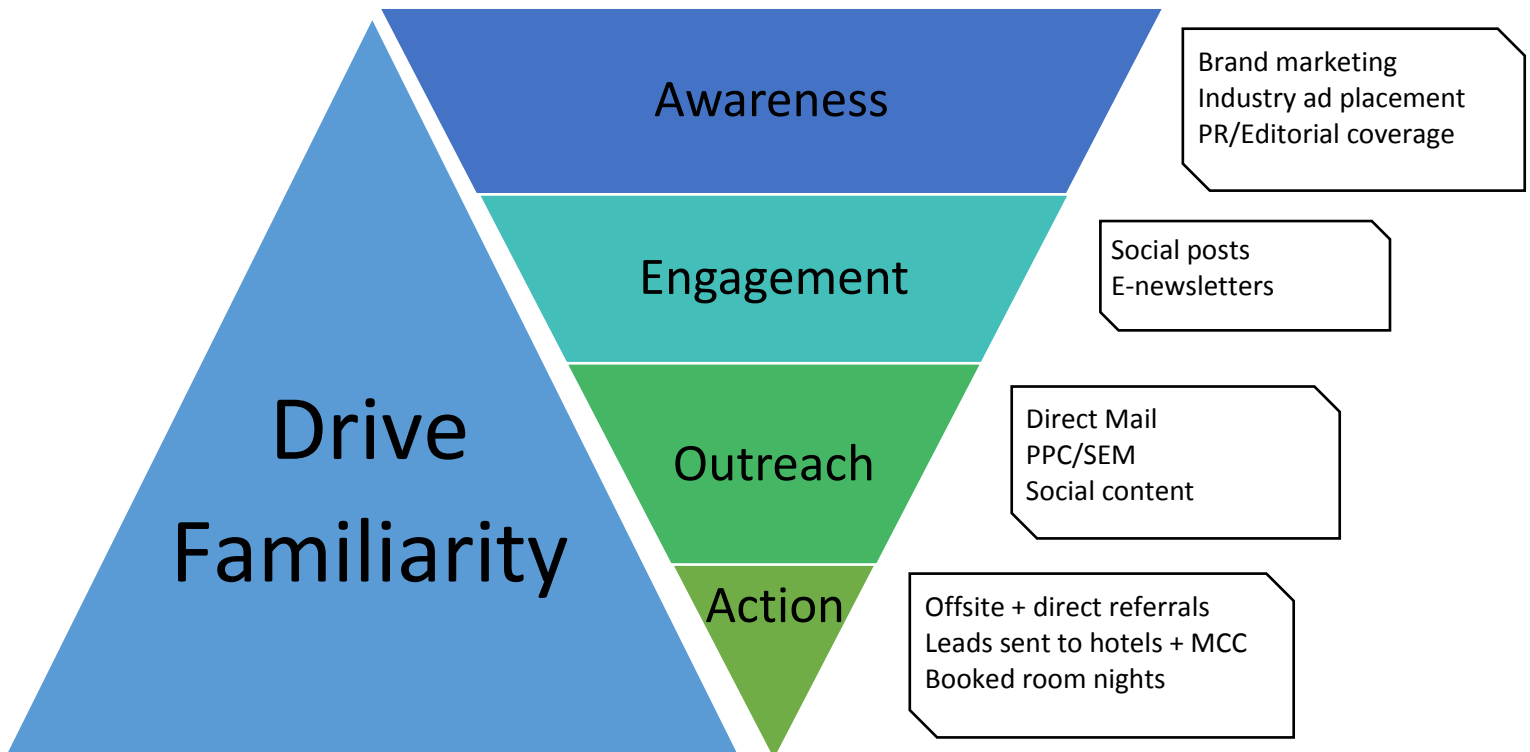 Awareness
Brand marketing
Industry ad placement
PR/Editorial coverage
Engagement
Social posts
E-newsletters
Drive
Familiarity
Outreach
Direct Mail
PPC/SEM
Social content
Action
Offsite + direct referrals
Leads sent to hotels + MCC
Booked room nights